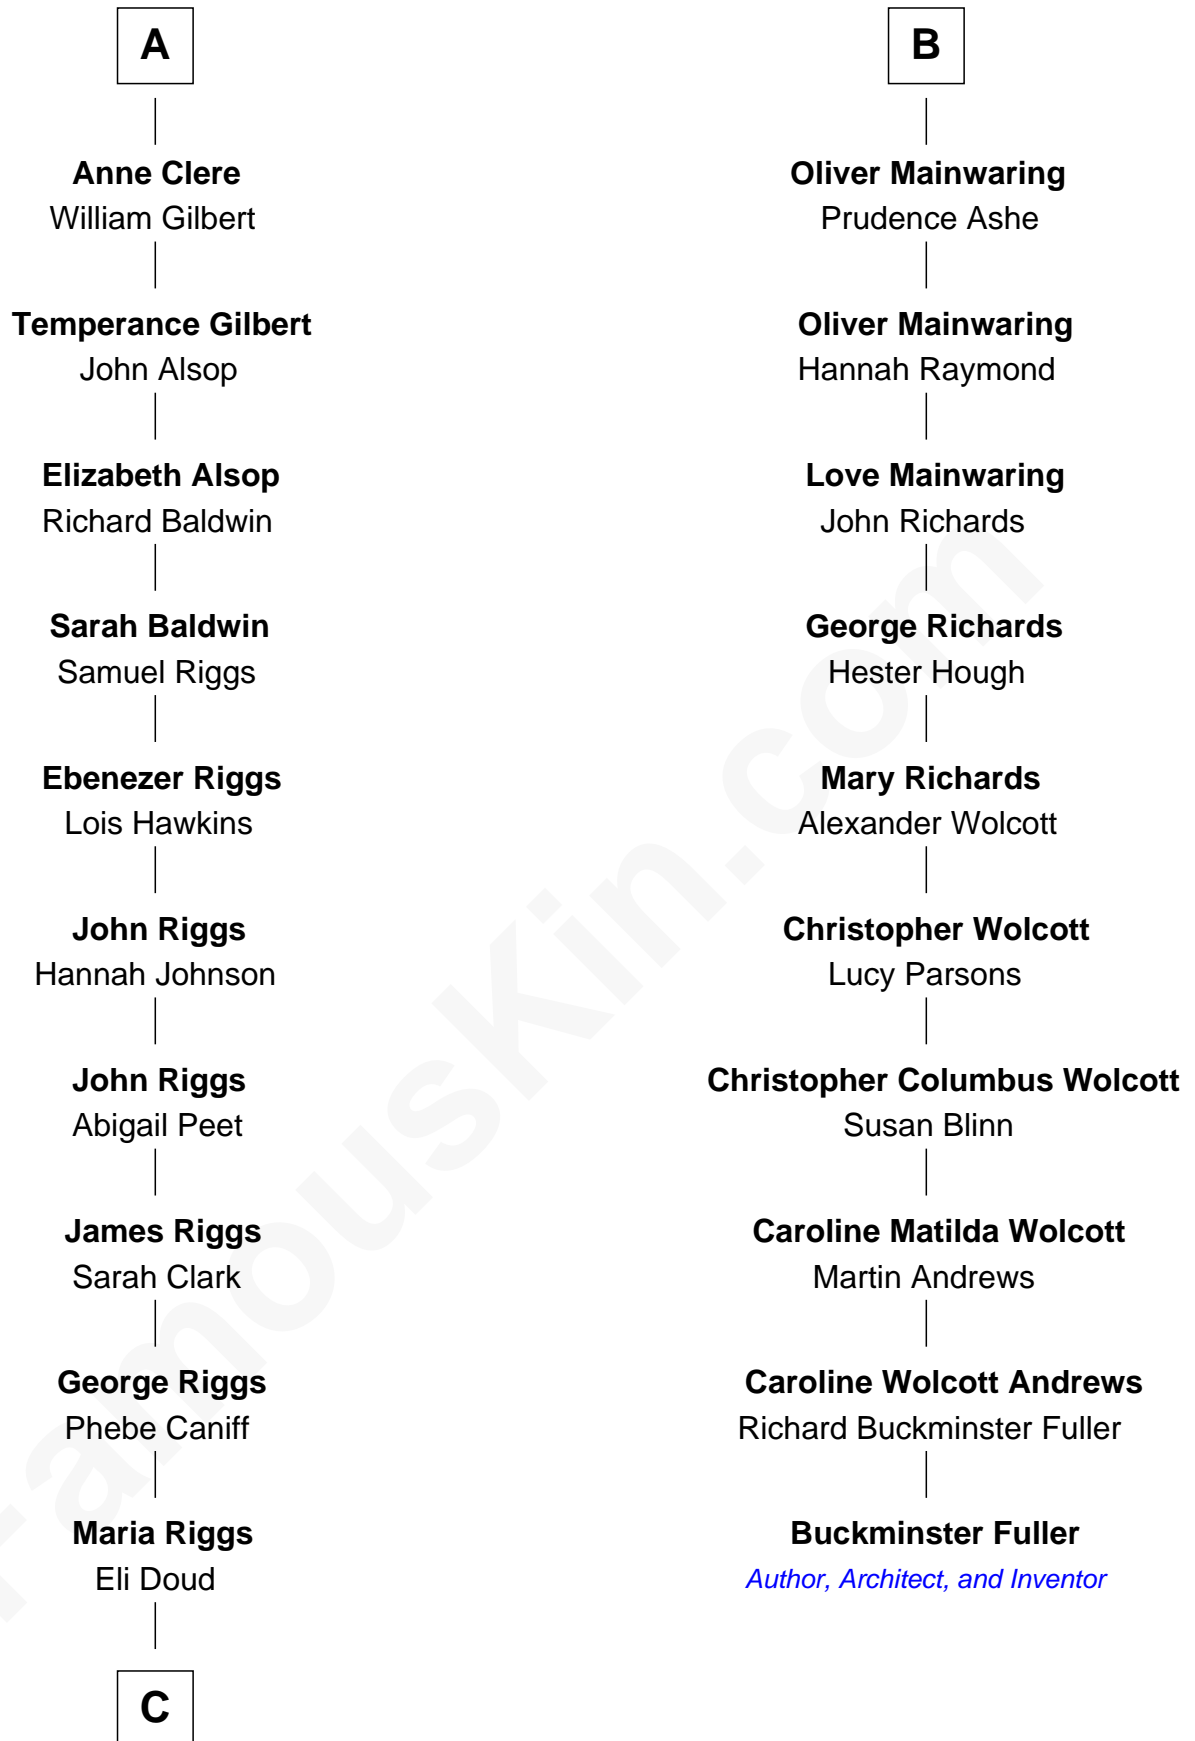 A
Anne Clere
William Gilbert
Temperance Gilbert
John Alsop
Elizabeth Alsop
Richard Baldwin
Sarah Baldwin
Samuel Riggs
Ebenezer Riggs
Lois Hawkins
John Riggs
Hannah Johnson
John Riggs
Abigail Peet
James Riggs
Sarah Clark
George Riggs
Phebe Caniff
Maria Riggs
Eli Doud
C
B
Oliver Mainwaring
Prudence Ashe
Oliver Mainwaring
Hannah Raymond
Love Mainwaring
John Richards
George Richards
Hester Hough
Mary Richards
Alexander Wolcott
Christopher Wolcott
Lucy Parsons
Christopher Columbus Wolcott
Susan Blinn
Caroline Matilda Wolcott
Martin Andrews
Caroline Wolcott Andrews
Richard Buckminster Fuller
Buckminster Fuller
Author, Architect, and Inventor
FamousKin.com